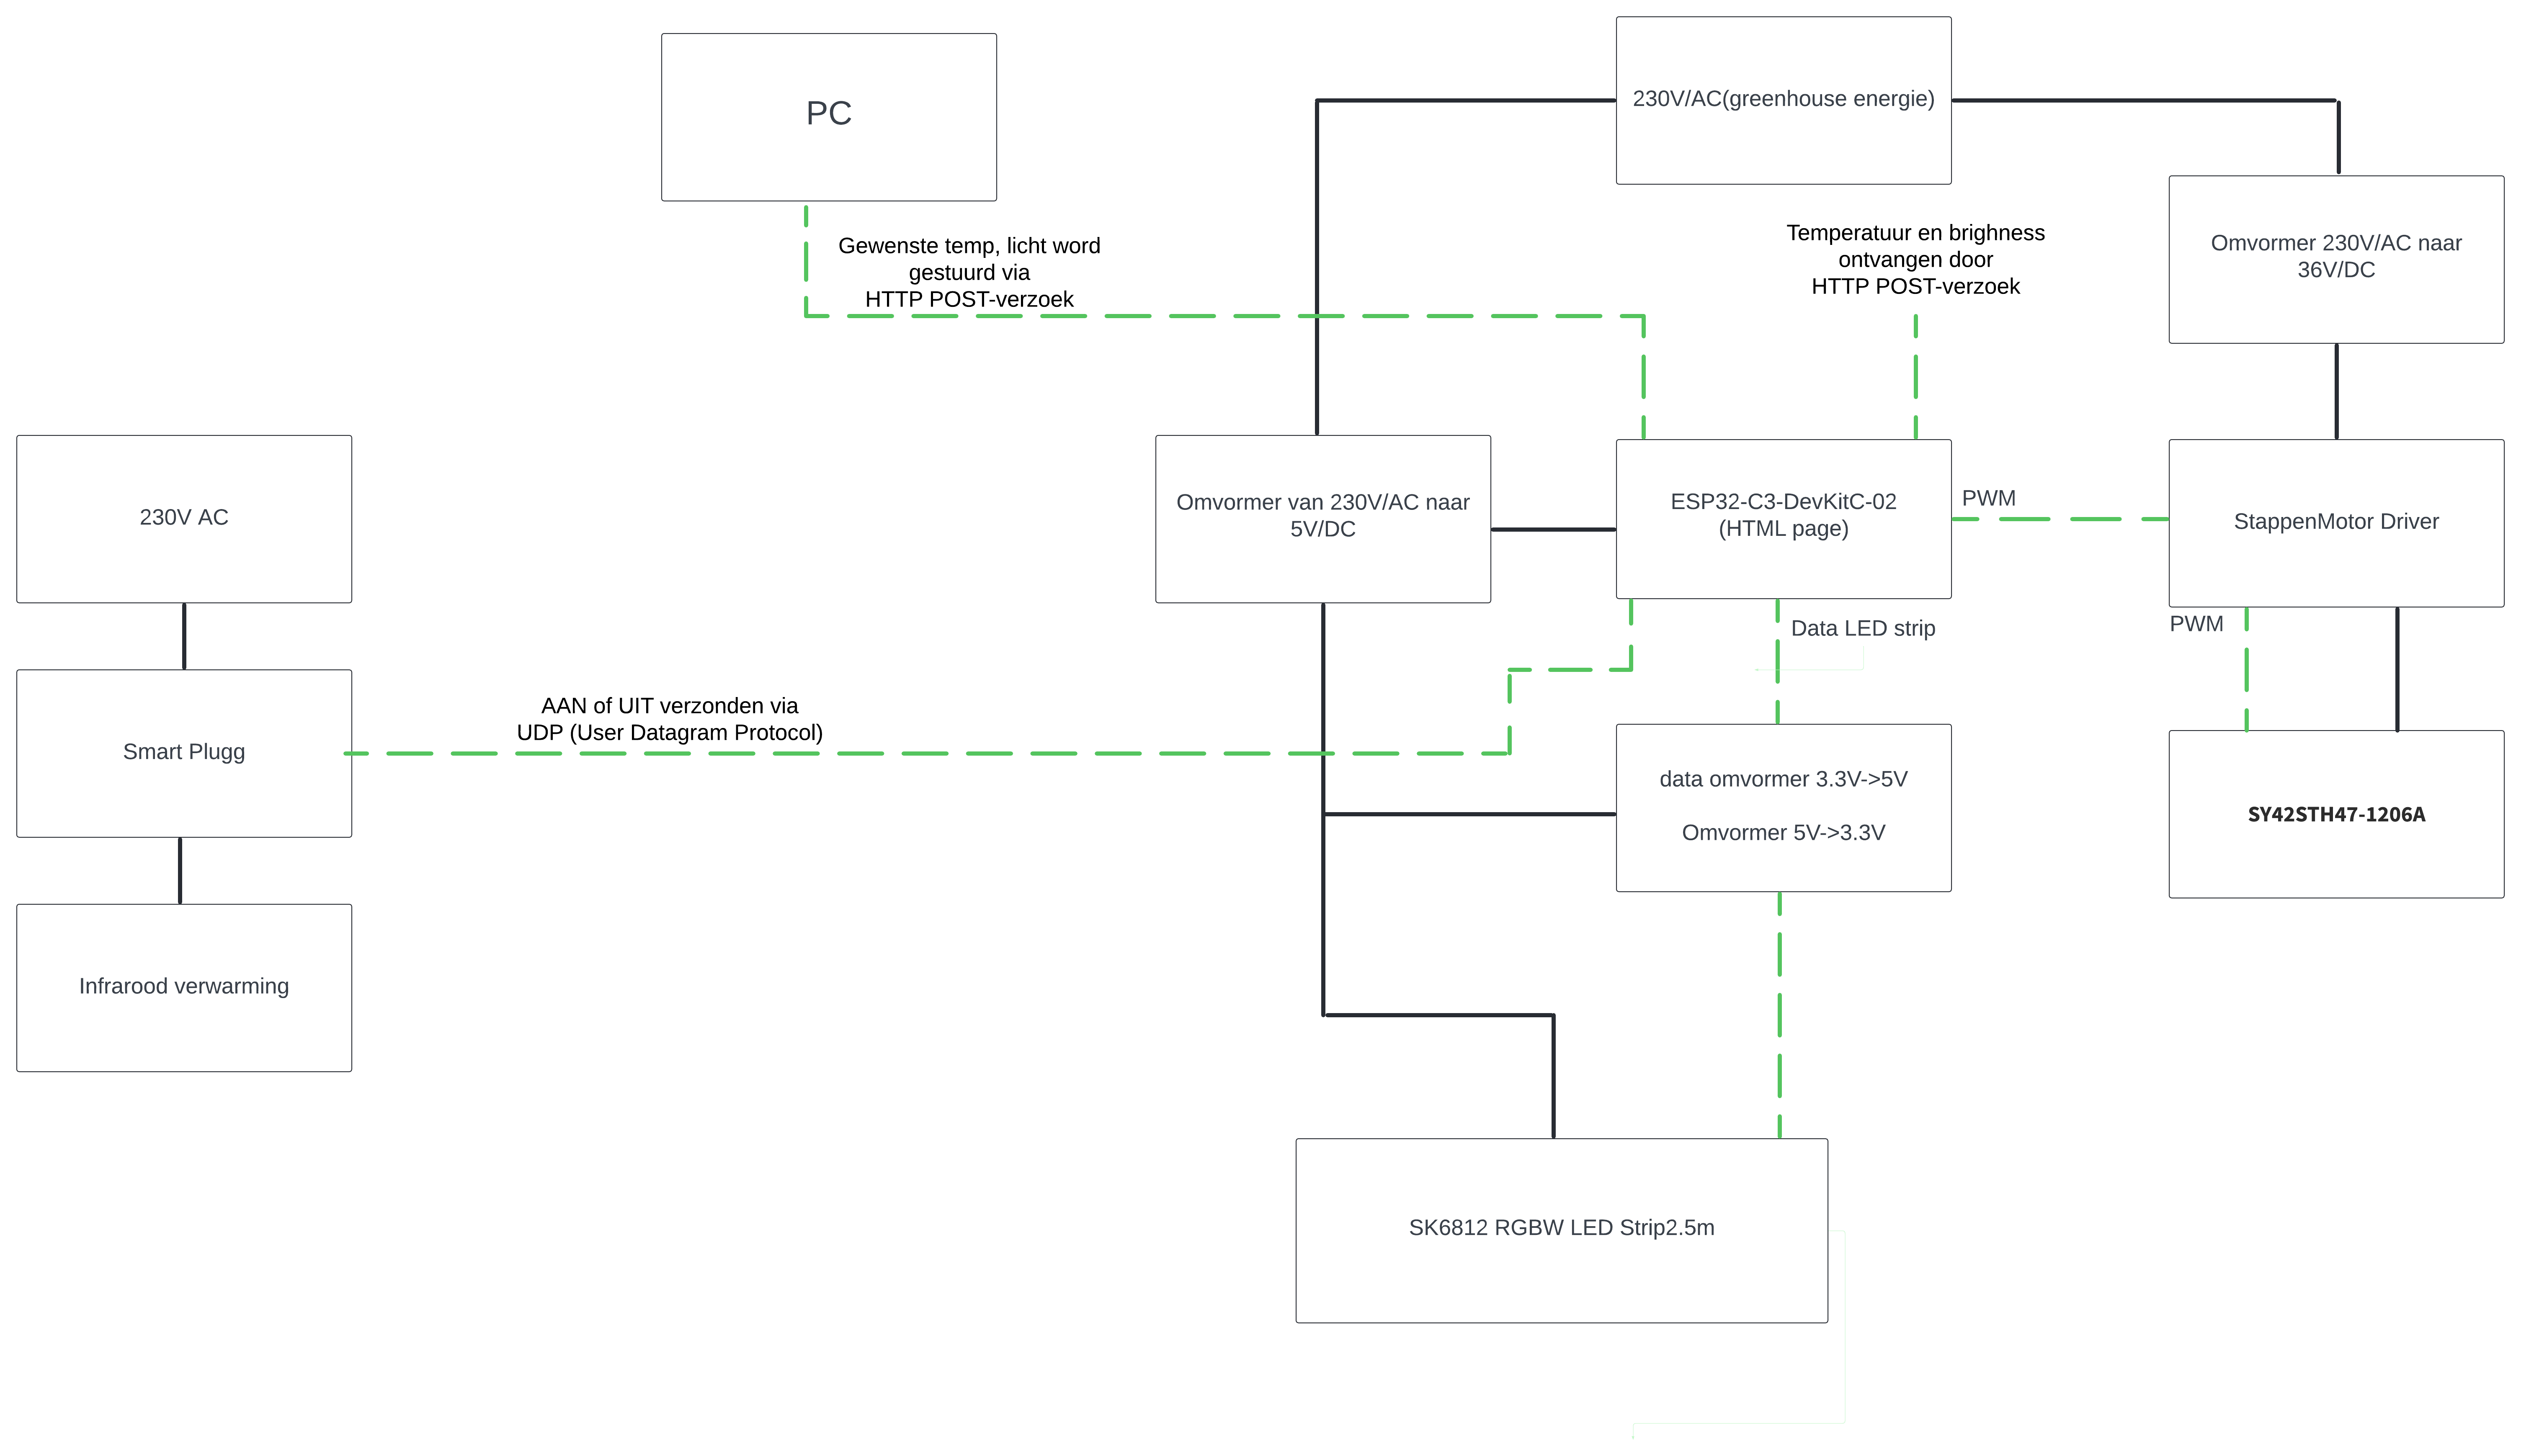 PC
230V/AC(greenhouse energie)
Gewenste temp, licht word
gestuurd via
HTTP POST-verzoek
Temperatuur en brighness
ontvangen door
HTTP POST-verzoek
Omvormer 230V/AC naar
36V/DC
230V AC
Omvormer van 230V/AC naar
5V/DC
ESP32-C3-DevKitC-02
(HTML page)
PWM
StappenMotor Driver
Data LED strip
PWM
AAN of UIT verzonden via
UDP (User Datagram Protocol)
Smart Plugg
data omvormer 3.3V->5V
Omvormer 5V->3.3V
SY42STH47-1206A
Infrarood verwarming
SK6812 RGBW LED Strip2.5m